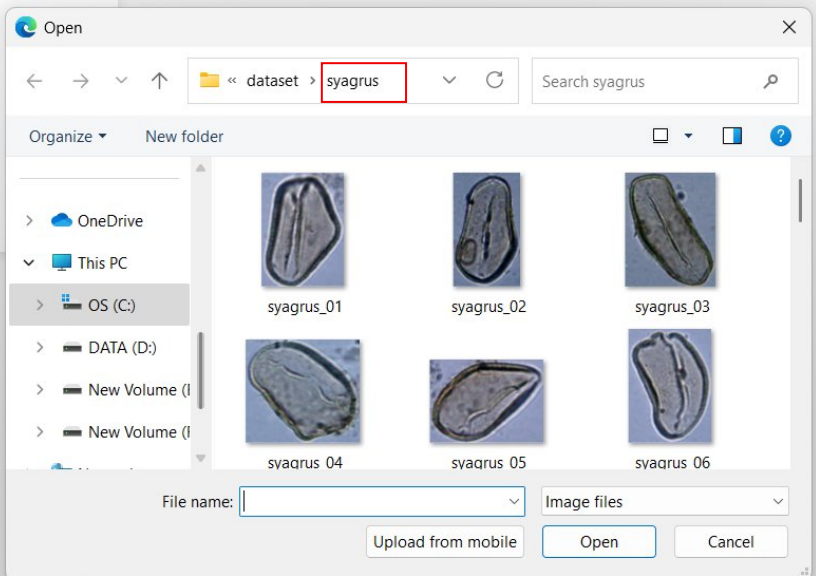 Open
« dataset > syagrus
Search syagrus
Organize
New folder
OneDrive
This PC
OS (C:)
DATA (D:)
New Volume (
New Volume (
syagrus_01
syagrus_02
syagrus_03
syagrus_04
syagrus_05
syagrus_06
File name:
Image files
Upload from mobile
Open
Cancel